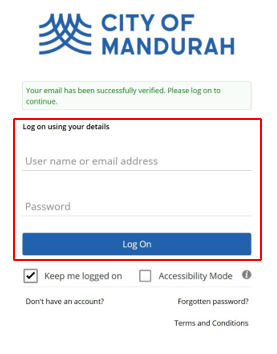 CITY OF
MANDURAH
Your email has been successfully verified. Please log on to
continue.
Log on using your details
User name or email address
Password
Log On
Keep me logged on Accessibility Mode
Don't have an account? Forgotten password?
Terms and Conditions